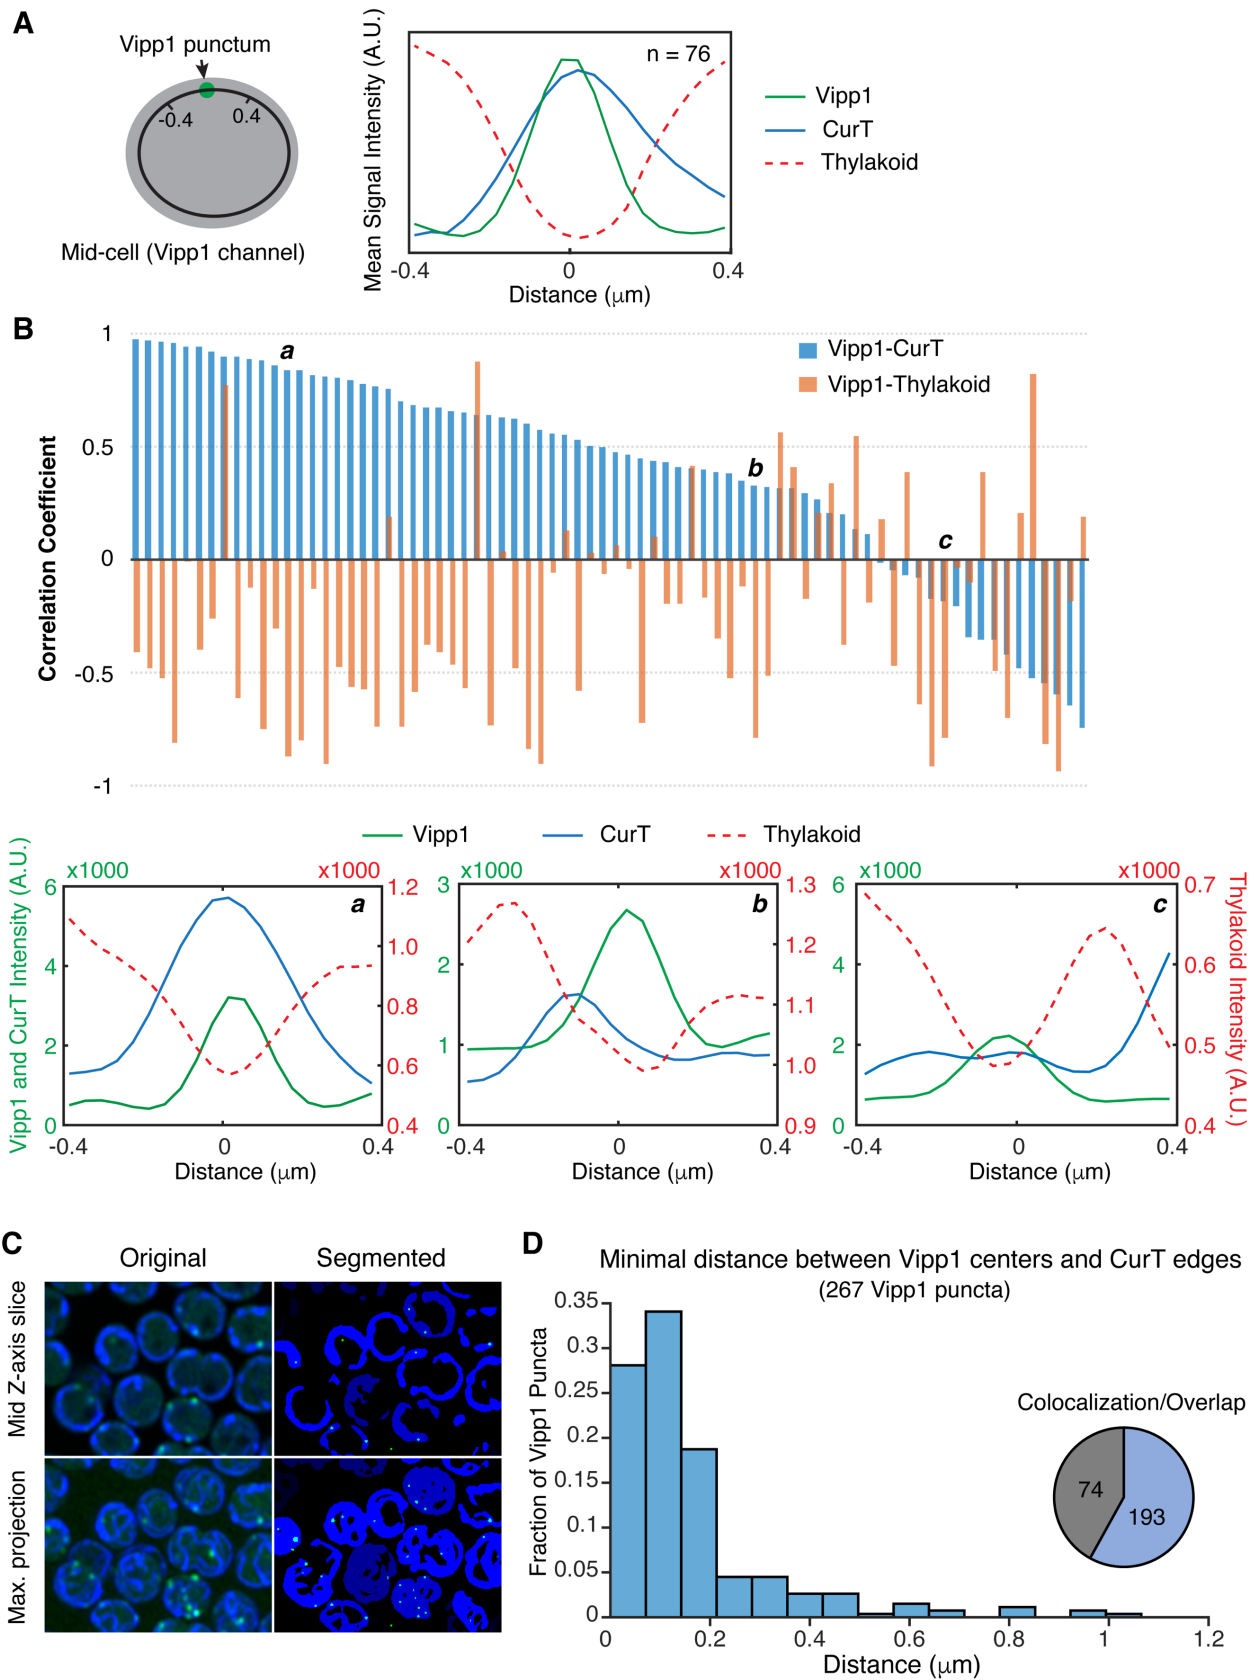 A
Vipp1 punctum
-0.4
0.4
Mid-cell (Vipp1 channel)
Mean Signal Intensity (A.U.)
n = 76
-0.4
0
0.4
Distance (μm)
Vipp1
CurT
Thylakoid
B
Correlation Coefficient
1
0.5
0
-0.5
-1
a
b
c
Vipp1-CurT
Vipp1-Thylakoid
Vipp1
CurT
Thylakoid
Vipp1 and CurT Intensity (A.U.)
x1000
x1000
6
4
2
0
a
1.2
1.0
0.8
0.6
0.4
-0.4
0
0.4
Distance (μm)
x1000
x1000
3
2
1
0
b
1.3
1.2
1.1
1.0
0.9
-0.4
0
0.4
Distance (μm)
x1000
x1000
6
4
2
0
c
0.7
0.6
0.5
0.4
-0.4
0
0.4
Distance (μm)
Thylakoid Intensity (A.U.)
C
Original
Segmented
Mid Z-axis slice
Max. projection
D
Minimal distance between Vipp1 centers and CurT edges
(267 Vipp1 puncta)
Fraction of Vipp1 Puncta
0.35
0.3
0.25
0.2
0.15
0.1
0.05
0
0
0.2
0.4
0.6
0.8
1
1.2
Distance (μm)
Colocalization/Overlap
74
193